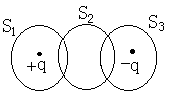 S₁ S₂ S₃
+q −q